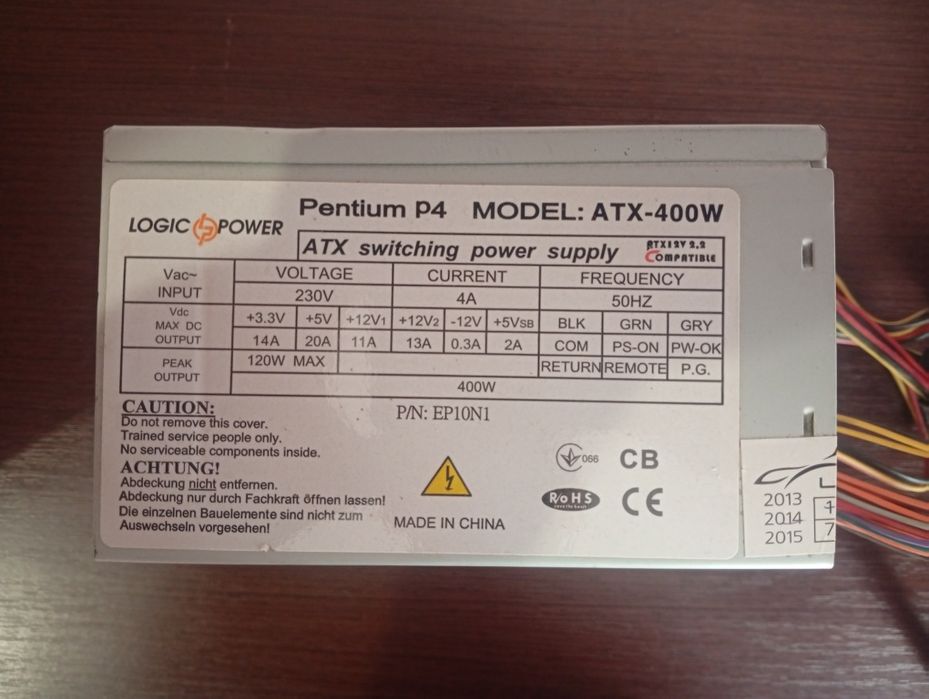 LOGIC POWER
Pentium P4 MODEL: ATX-400W
ATX switching power supply
ATX12V 2.2
COMPATIBLE
Vac~ INPUT
VOLTAGE CURRENT FREQUENCY
230V 4A 50HZ
Vdc
MAX DC
OUTPUT
+3.3V +5V +12V1 +12V2 -12V +5VSB BLK GRN GRY
14A 20A 11A 13A 0.3A 2A COM PS-ON PW-OK
PEAK
OUTPUT
120W MAX RETURN REMOTE P.G.
400W
CAUTION:
Do not remove this cover.
Trained service people only.
No serviceable components inside.
P/N: EP10N1
ACHTUNG!
Abdeckung nicht entfernen.
Abdeckung nur durch Fachkraft öffnen lassen!
Die einzelnen Bauelemente sind nicht zum
Auswechseln vorgesehen!
MADE IN CHINA
066
CB
RoHS
CE
2013
2014
2015
7